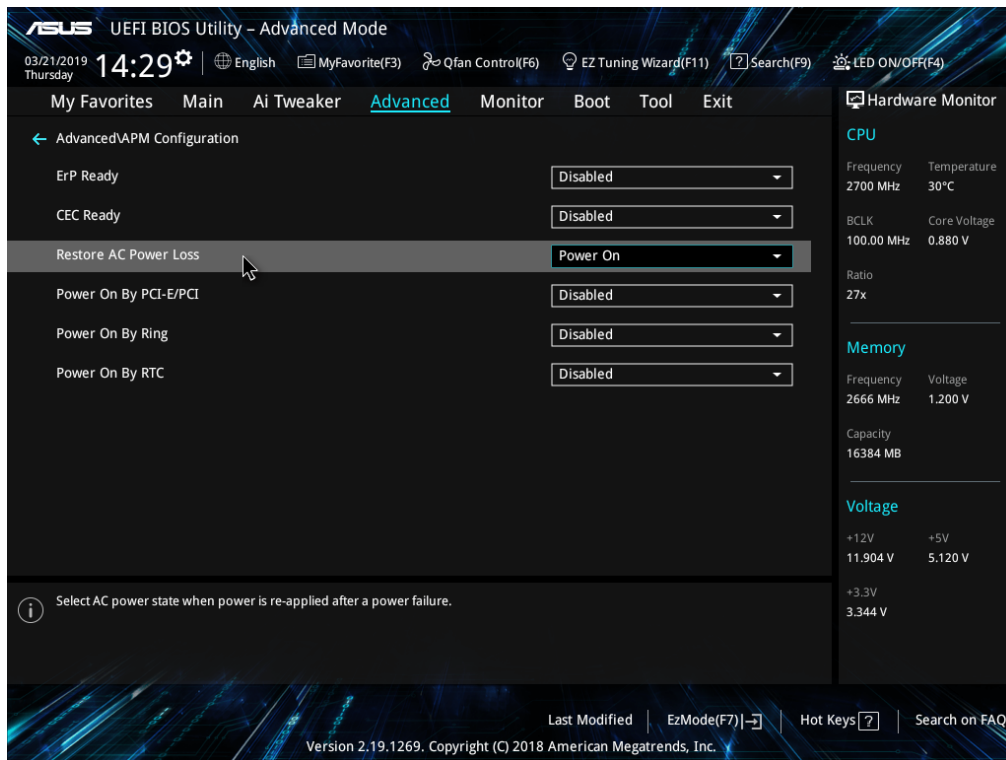 ASUS UEFI BIOS Utility – Advanced Mode
03/21/2019
Thursday
14:29
English MyFavorite(F3) Qfan Control(F6) EZ Tuning Wizard(F11) ? Search(F9) LED ON/OFF(F4)
My Favorites Main Ai Tweaker Advanced Monitor Boot Tool Exit
Advanced\APM Configuration
ErP Ready Disabled
CEC Ready Disabled
Restore AC Power Loss Power On
Power On By PCI-E/PCI Disabled
Power On By Ring Disabled
Power On By RTC Disabled
Select AC power state when power is re-applied after a power failure.
Hardware Monitor
CPU
Frequency Temperature
2700 MHz 30°C
BCLK Core Voltage
100.00 MHz 0.880 V
Ratio
27x
Memory
Frequency Voltage
2666 MHz 1.200 V
Capacity
16384 MB
Voltage
+12V +5V
11.904 V 5.120 V
+3.3V
3.344 V
Last Modified EzMode(F7) Hot Keys ? Search on FAQ
Version 2.19.1269. Copyright (C) 2018 American Megatrends, Inc.